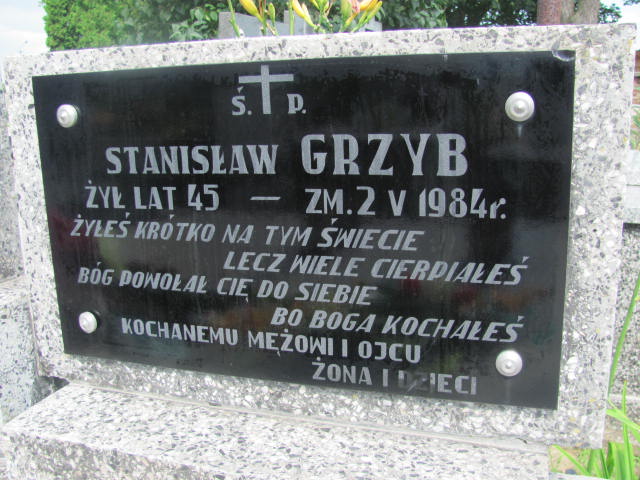 Ś. P.
STANISŁAW GRZYB
ŻYŁ LAT 45 — ZM. 2 V 1984r.
ŻYŁEŚ KRÓTKO NA TYM ŚWIECIE
LECZ WIELE CIERPIAŁEŚ
BÓG POWOŁAŁ CIĘ DO SIEBIE
BO BOGA KOCHAŁEŚ
KOCHANEMU MĘŻOWI I OJCU
ŻONA I DZIECI